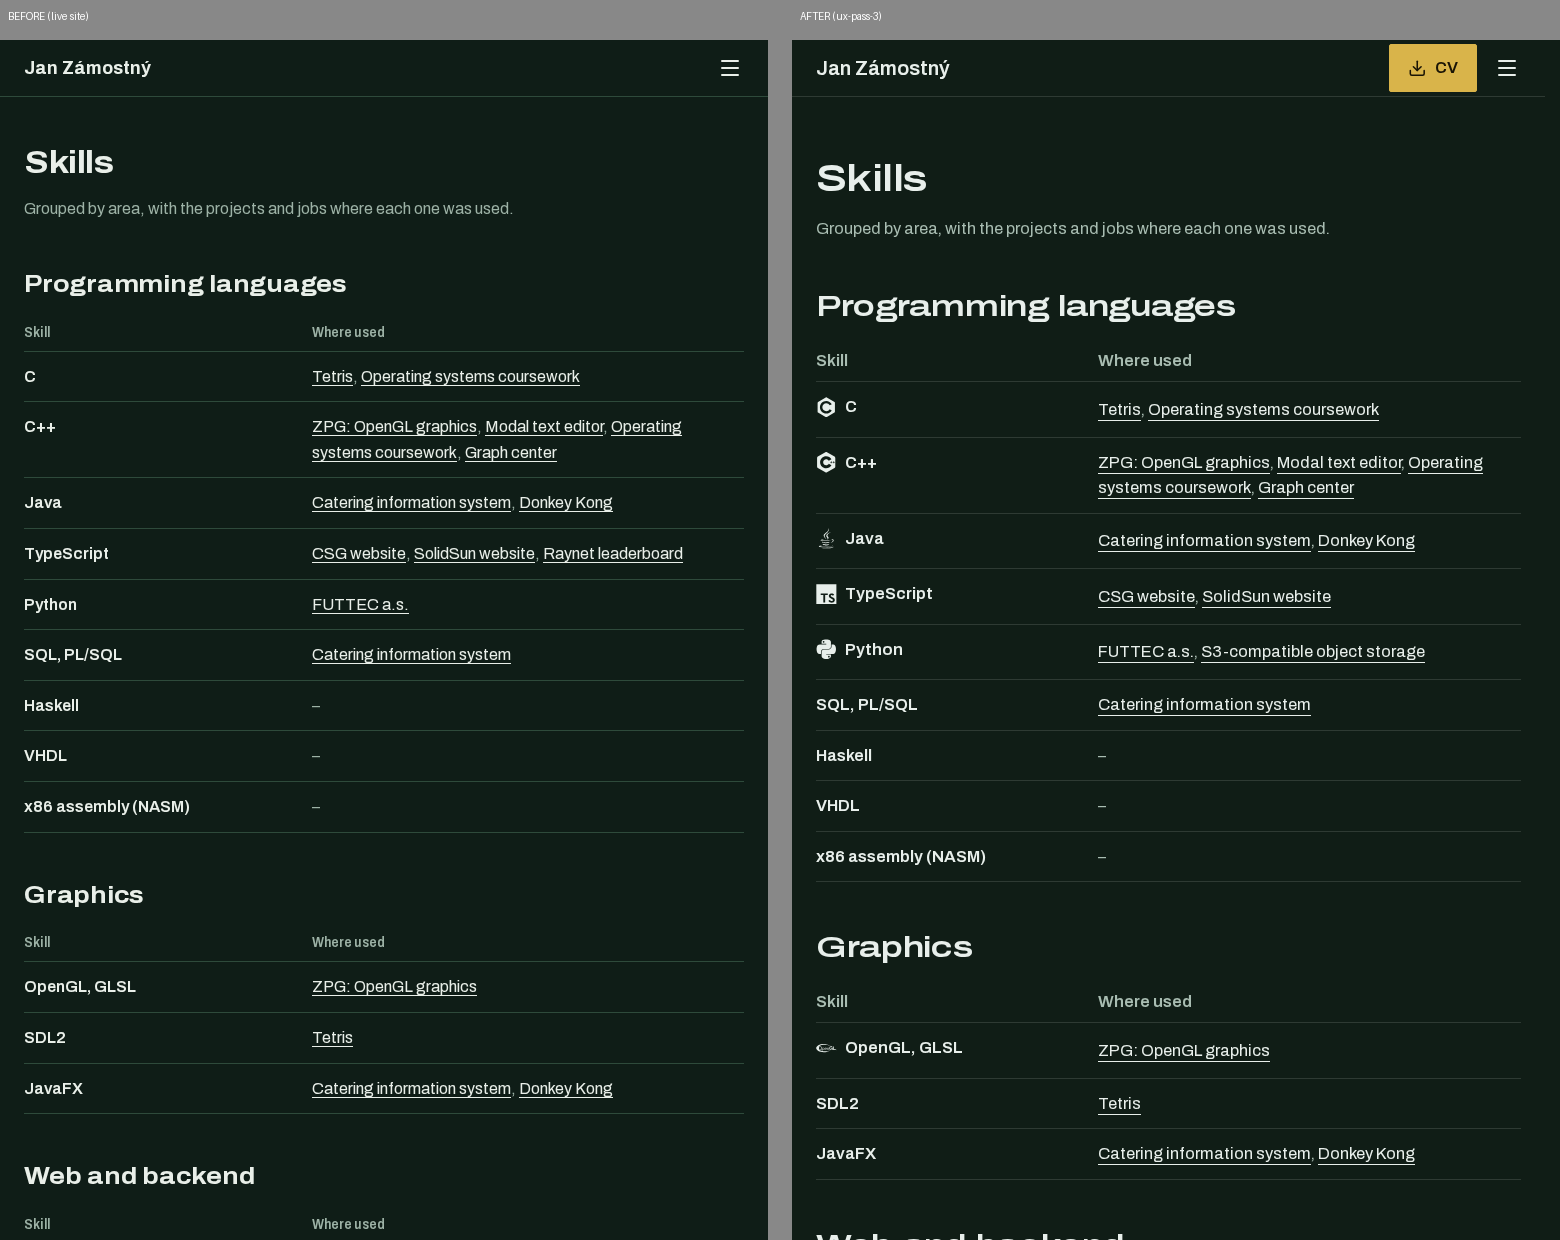 BEFORE (live site)
Jan Zámostný
Skills
Grouped by area, with the projects and jobs where each one was used.
Programming languages
Skill Where used
C Tetris, Operating systems coursework
C++ ZPG: OpenGL graphics, Modal text editor, Operating
systems coursework, Graph center
Java Catering information system, Donkey Kong
TypeScript CSG website, SolidSun website, Raynet leaderboard
Python FUTTEC a.s.
SQL, PL/SQL Catering information system
Haskell –
VHDL –
x86 assembly (NASM) –
Graphics
Skill Where used
OpenGL, GLSL ZPG: OpenGL graphics
SDL2 Tetris
JavaFX Catering information system, Donkey Kong
Web and backend
Skill Where used
AFTER (ux-pass-3)
Jan Zámostný
CV
Skills
Grouped by area, with the projects and jobs where each one was used.
Programming languages
Skill Where used
C Tetris, Operating systems coursework
C++ ZPG: OpenGL graphics, Modal text editor, Operating
systems coursework, Graph center
Java Catering information system, Donkey Kong
TS TypeScript CSG website, SolidSun website
Python FUTTEC a.s., S3-compatible object storage
SQL, PL/SQL Catering information system
Haskell –
VHDL –
x86 assembly (NASM) –
Graphics
Skill Where used
OpenGL, GLSL ZPG: OpenGL graphics
SDL2 Tetris
JavaFX Catering information system, Donkey Kong
Web and backend